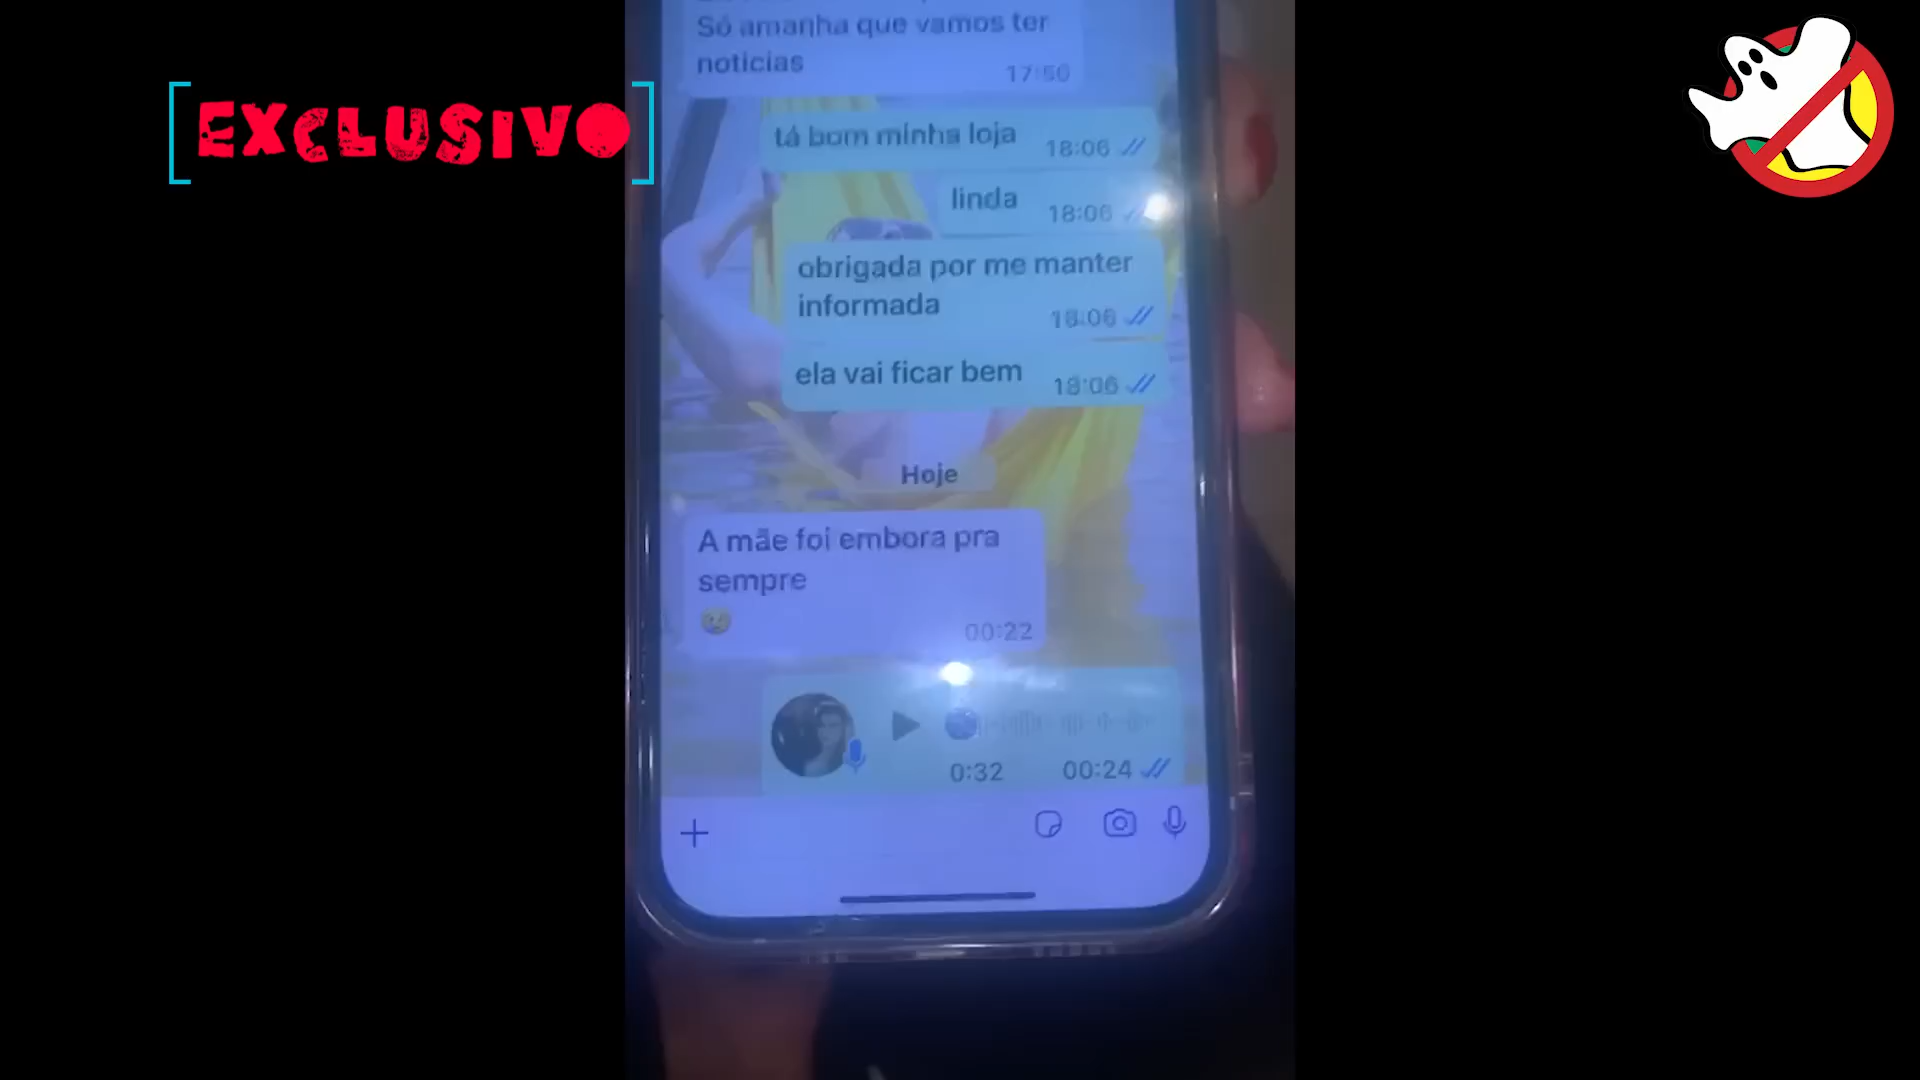 Só amanha que vamos ter
noticias
17:50
EXCLUSIVO
tá bom minha loja
18:06
linda
18:06
obrigada por me manter
informada
18:06
ela vai ficar bem
18:06
Hoje
A mãe foi embora pra
sempre
00:22
0:32 00:24